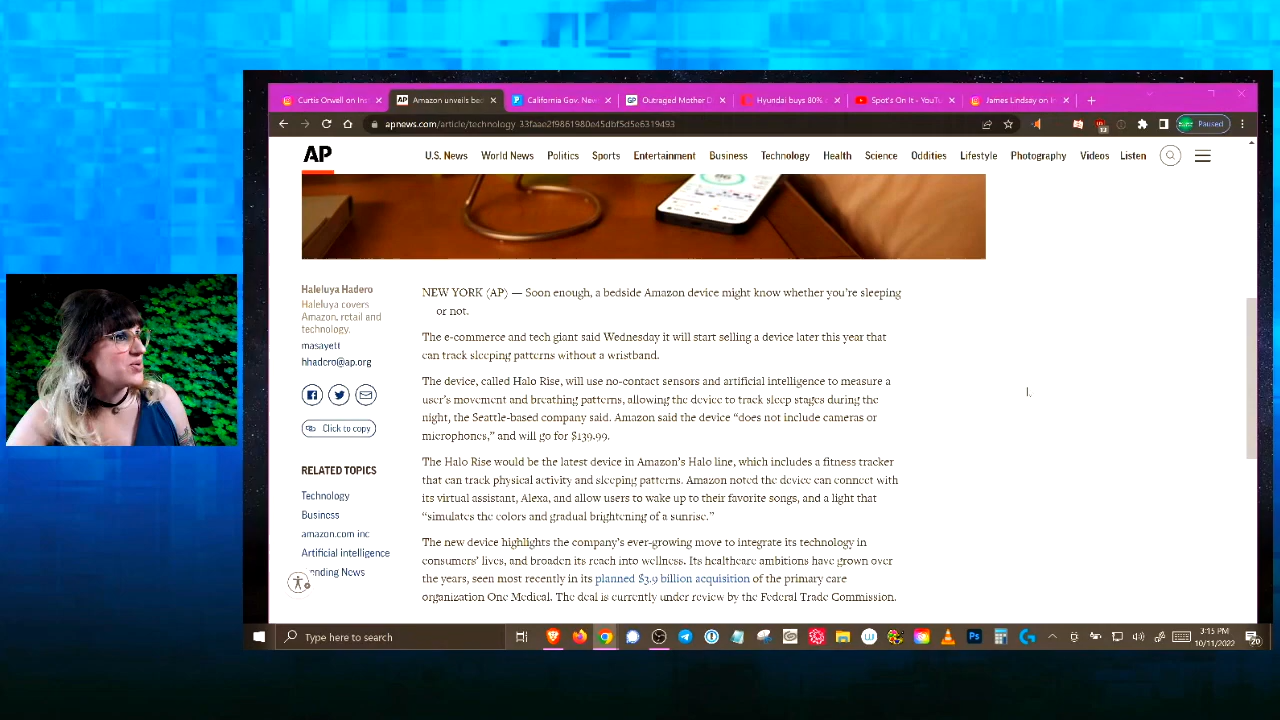 Curtis Orwell on Ins
Amazon unveils bed
California Gov. New
Outraged Mother D
Hyundai buys 80%
Spot's On It - YouTu
James Lindsay on In
apnews.com/article/technology-33faae2f9861980e45dbf5d5e6319493
Paused
AP
U.S. News World News Politics Sports Entertainment Business Technology Health Science Oddities Lifestyle Photography Videos Listen
Haleluya Hadero
Haleluya covers
Amazon, retail and
technology.
masayett
hhadero@ap.org
Click to copy
RELATED TOPICS
Technology
Business
amazon.com inc
Artificial intelligence
ending News
NEW YORK (AP) — Soon enough, a bedside Amazon device might know whether you're sleeping
or not.
The e-commerce and tech giant said Wednesday it will start selling a device later this year that
can track sleeping patterns without a wristband.
The device, called Halo Rise, will use no-contact sensors and artificial intelligence to measure a
user's movement and breathing patterns, allowing the device to track sleep stages during the
night, the Seattle-based company said. Amazon said the device “does not include cameras or
microphones,” and will go for $139.99.
The Halo Rise would be the latest device in Amazon's Halo line, which includes a fitness tracker
that can track physical activity and sleeping patterns. Amazon noted the device can connect with
its virtual assistant, Alexa, and allow users to wake up to their favorite songs, and a light that
“simulates the colors and gradual brightening of a sunrise.”
The new device highlights the company's ever-growing move to integrate its technology in
consumers' lives, and broaden its reach into wellness. Its healthcare ambitions have grown over
the years, seen most recently in its planned $3.9 billion acquisition of the primary care
organization One Medical. The deal is currently under review by the Federal Trade Commission.
Type here to search
3:15 PM
10/11/2022